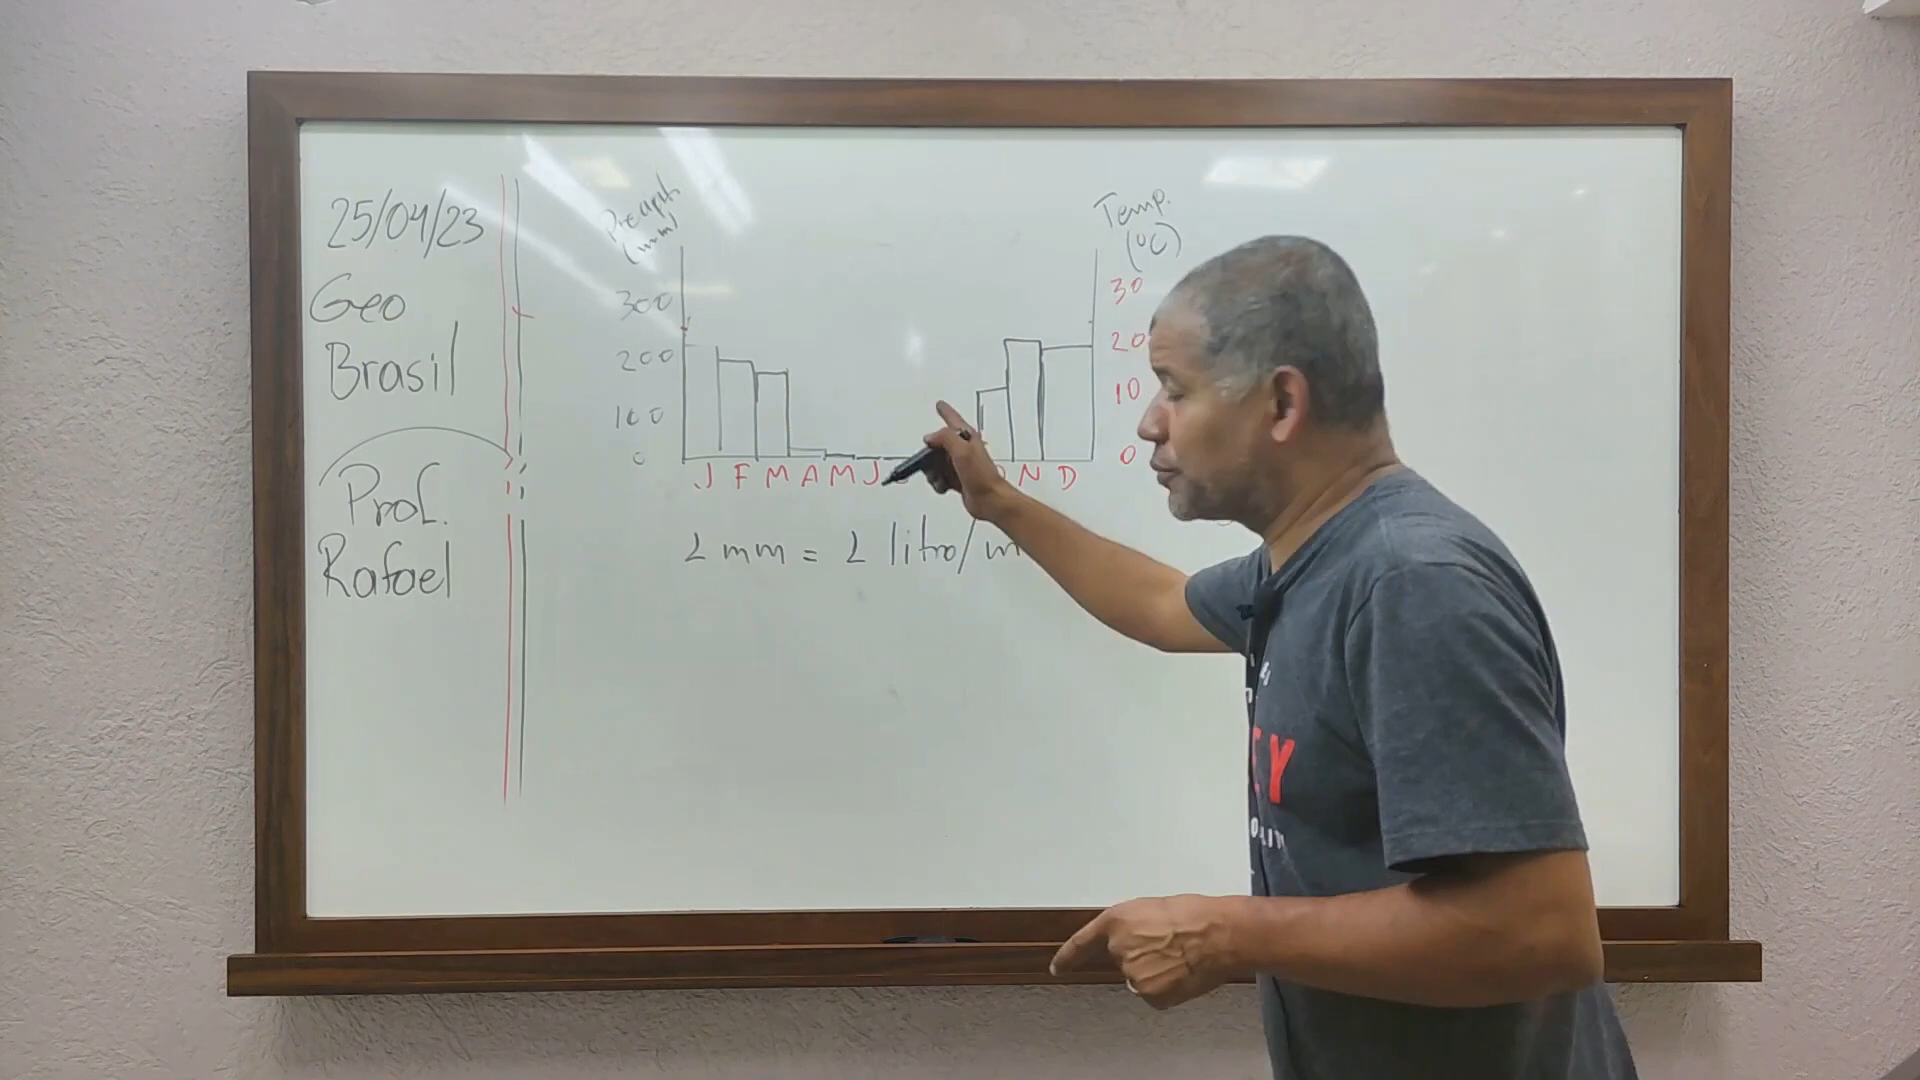 25/04/23
Geo
Brasil
Prof.
Rafael
(mm)
300
200
100
0
Temp.
(ºC)
30
20
10
0
J F M A M J N D
1 mm = 1 litro/m